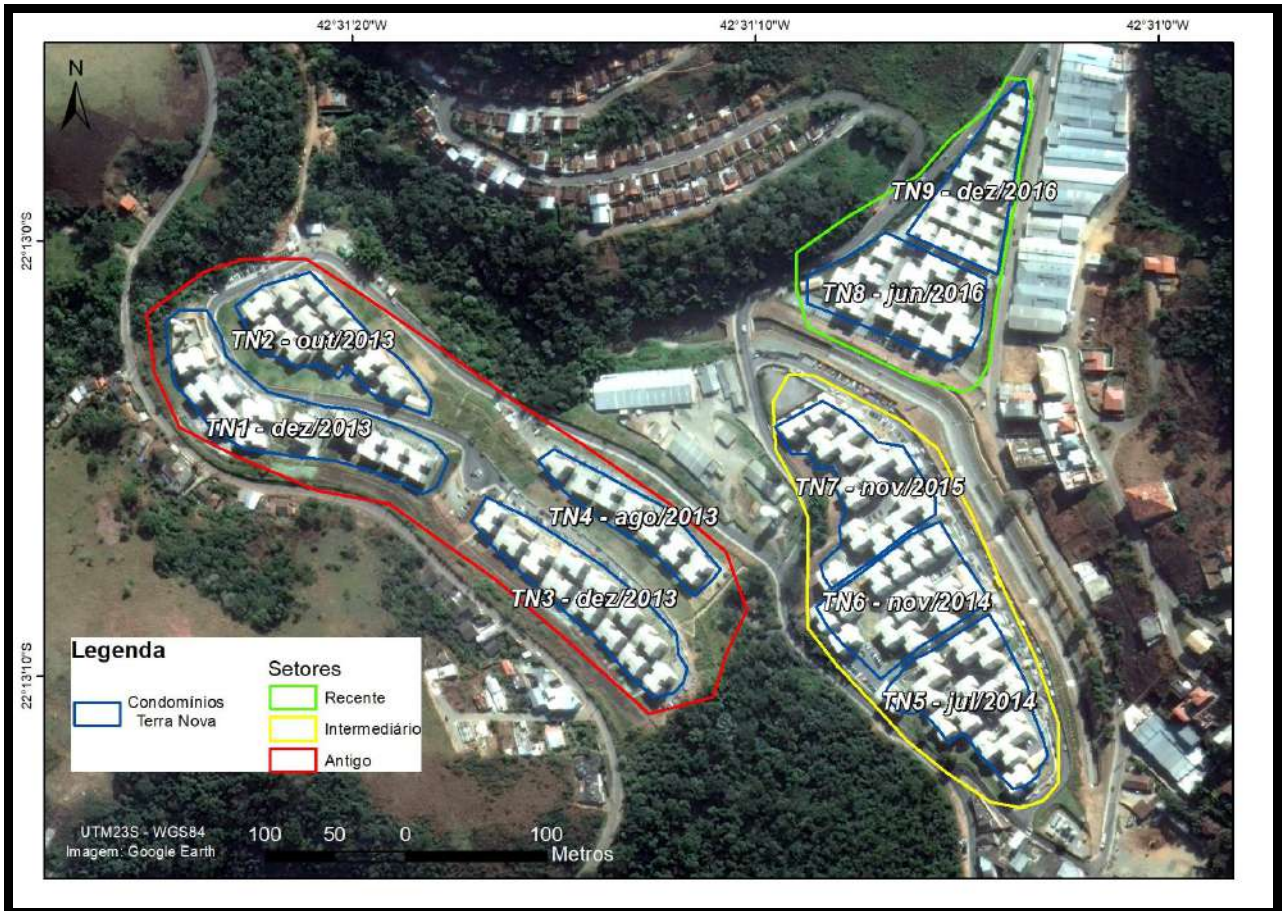 42°31'20"W
42°31'10"W
42°31'0"W
N
22°13'0"S
22°13'10"S
TN9 - dez/2016
TN8 - jun/2016
TN2 - out/2013
TN1 - dez/2013
TN7 - nov/2015
TN4 - ago/2013
TN3 - dez/2013
TN6 - nov/2014
TN5 - jul/2014
Legenda
Condomínios
Terra Nova
Setores
Recente
Intermediário
Antigo
UTM23S - WGS84
Imagem: Google Earth
100 50 0 100
Metros